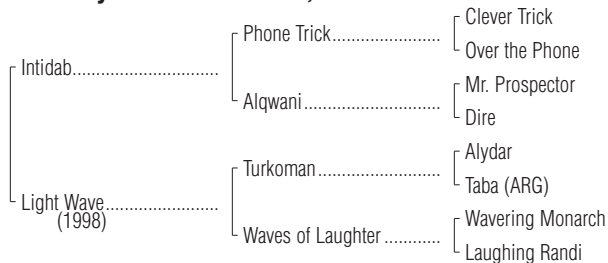 Clever Trick
Phone Trick
Over the Phone
Intidab
Mr. Prospector
Alqwani
Dire
Alydar
Turkoman
Taba (ARG)
Light Wave
(1998)
Wavering Monarch
Waves of Laughter
Laughing Randi